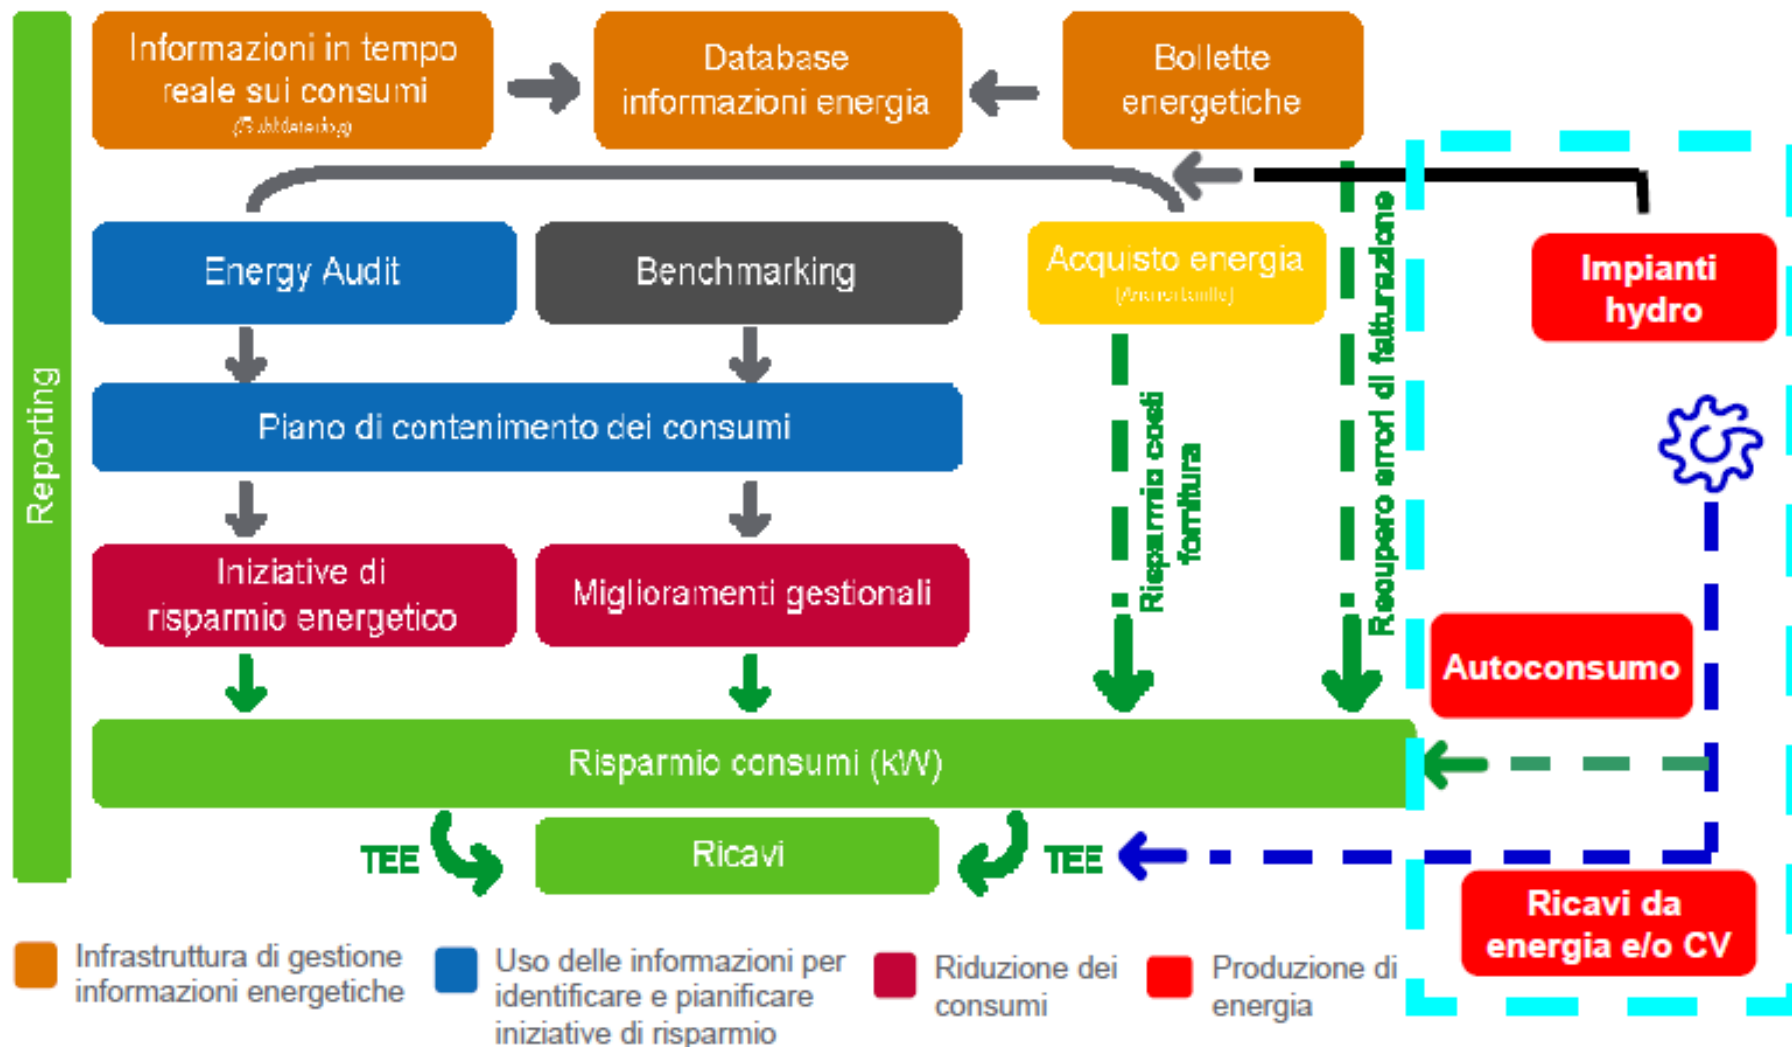 Informazioni in tempo
reale sui consumi
Database
informazioni energia
Bollette
energetiche
Reporting
Energy Audit
Benchmarking
Acquisto energia
Recupero errori di fatturazione
Impianti
hydro
Piano di contenimento dei consumi
Risparmio costi
fornitura
Iniziative di
risparmio energetico
Miglioramenti gestionali
Autoconsumo
Risparmio consumi (kW)
TEE
Ricavi
TEE
Ricavi da
energia e/o CV
Infrastruttura di gestione
informazioni energetiche
Uso delle informazioni per
identificare e pianificare
iniziative di risparmio
Riduzione dei
consumi
Produzione di
energia